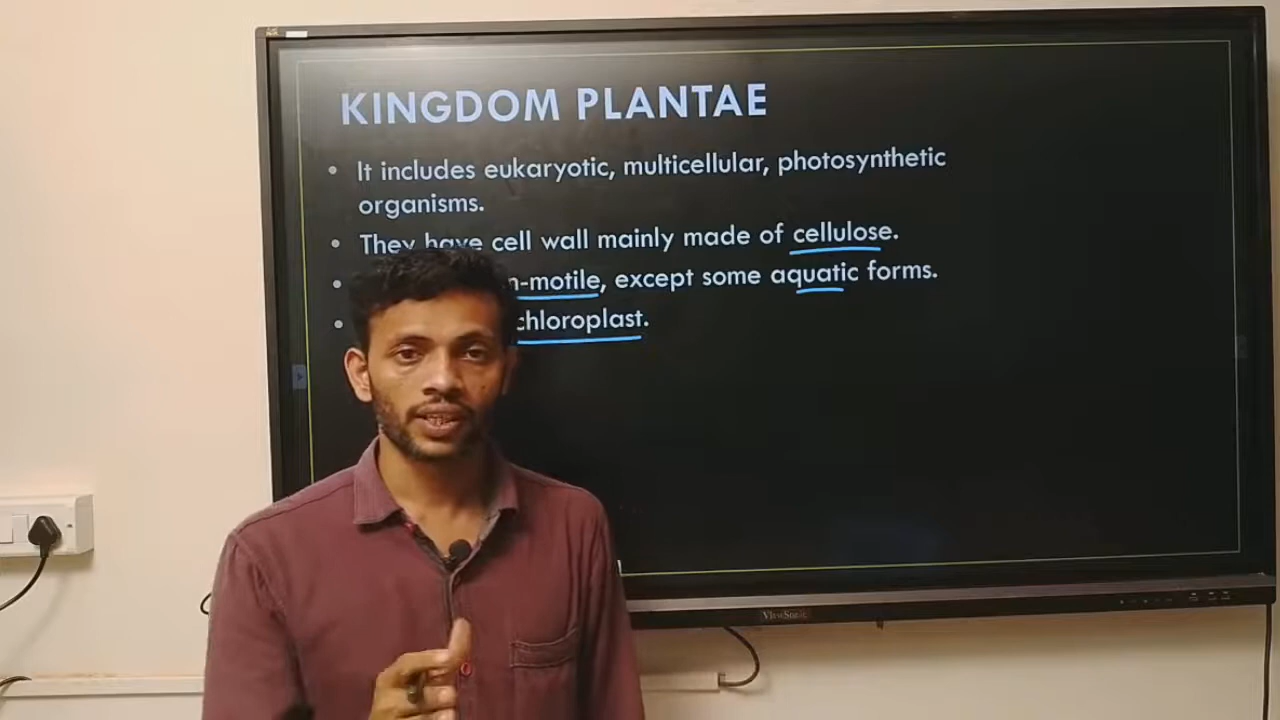 KINGDOM PLANTAE
• It includes eukaryotic, multicellular, photosynthetic
organisms.
• They have cell wall mainly made of cellulose.
• n-motile, except some aquatic forms.
• chloroplast.
ViewSonic